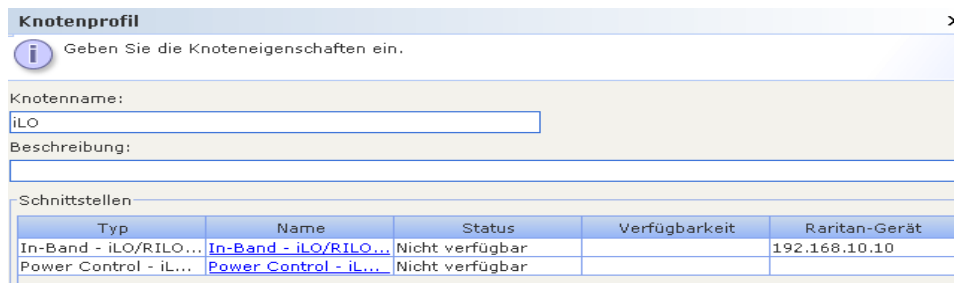 Knotenprofil
Geben Sie die Knoteneigenschaften ein.
Knotenname:
iLO
Beschreibung:
Schnittstellen
Typ Name Status Verfügbarkeit Raritan-Gerät
In-Band - iLO/RILO... In-Band - iLO/RILO... Nicht verfügbar 192.168.10.10
Power Control - iL... Power Control - iL... Nicht verfügbar